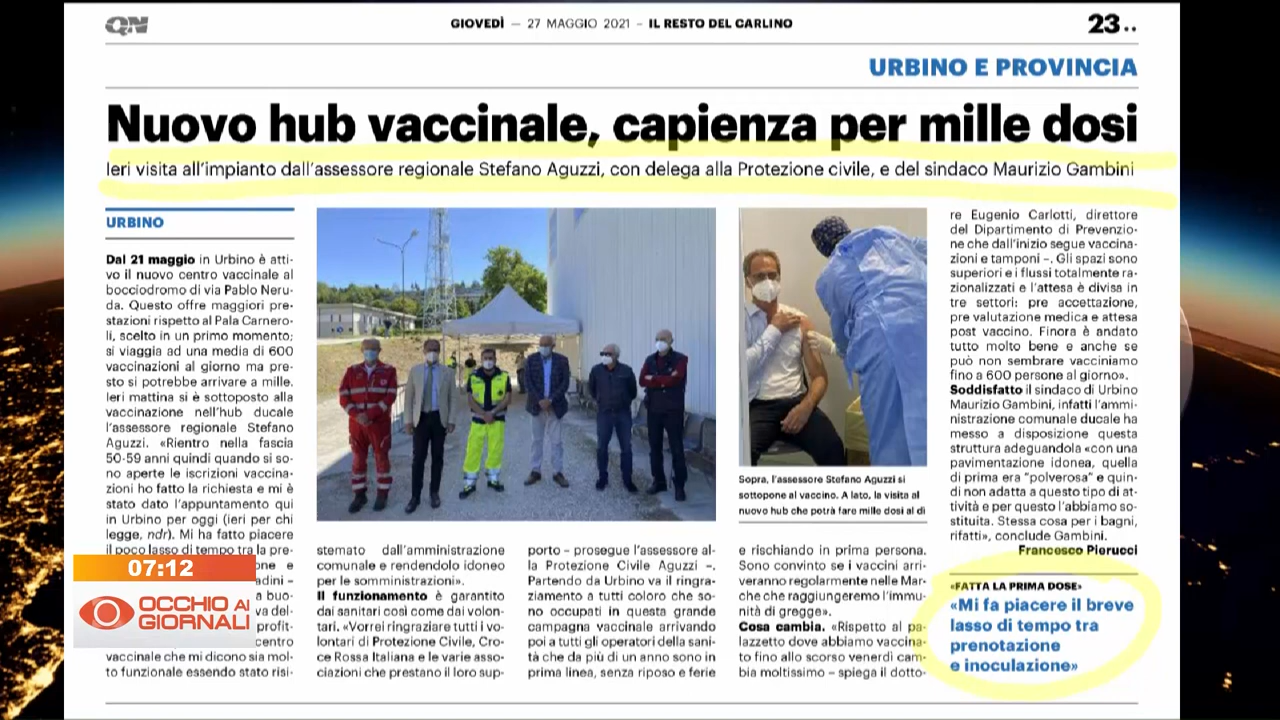 QN
GIOVEDÌ — 27 MAGGIO 2021 – IL RESTO DEL CARLINO
23..
URBINO E PROVINCIA
Nuovo hub vaccinale, capienza per mille dosi
Ieri visita all'impianto dall'assessore regionale Stefano Aguzzi, con delega alla Protezione civile, e del sindaco Maurizio Gambini
URBINO
Dal 21 maggio in Urbino è atti-
vo il nuovo centro vaccinale al
bocciodromo di via Pablo Neru-
da. Questo offre maggiori pre-
stazioni rispetto al Pala Carnero-
li, scelto in un primo momento;
si viaggia ad una media di 600
vaccinazioni al giorno ma pre-
sto si potrebbe arrivare a mille.
Ieri mattina si è sottoposto alla
vaccinazione nell'hub ducale
l'assessore regionale Stefano
Aguzzi. «Rientro nella fascia
50-59 anni quindi quando si so-
no aperte le iscrizioni vaccina-
zioni ho fatto la richiesta e mi è
stato dato l'appuntamento qui
in Urbino per oggi (ieri per chi
legge, ndr). Mi ha fatto piacere
il poco lasso di tempo tra la pre-
ne e
adini –
a buo-
va del-
profit-
centro
vaccinale che mi dicono sia mol-
to funzionale essendo stato risi-
07:12
OCCHIO AI
GIORNALI
stemato dall'amministrazione
comunale e rendendolo idoneo
per le somministrazioni».
Il funzionamento è garantito
dai sanitari così come dai volon-
tari. «Vorrei ringraziare tutti i vo-
lontari di Protezione Civile, Cro-
ce Rossa Italiana e le varie asso-
ciazioni che prestano il loro sup-
porto – prosegue l'assessore al-
la Protezione Civile Aguzzi –.
Partendo da Urbino va il ringra-
ziamento a tutti coloro che so-
no occupati in questa grande
campagna vaccinale arrivando
poi a tutti gli operatori della sani-
tà che da più di un anno sono in
prima linea, senza riposo e ferie
Sopra, l'assessore Stefano Aguzzi si
sottopone al vaccino. A lato, la visita al
nuovo hub che potrà fare mille dosi al dì
e rischiando in prima persona.
Sono convinto se i vaccini arri-
veranno regolarmente nelle Mar-
che che raggiungeremo l'immu-
nità di gregge».
Cosa cambia. «Rispetto al pa-
lazzetto dove abbiamo vaccina-
to fino allo scorso venerdì cam-
bia moltissimo – spiega il dotto-
re Eugenio Carlotti, direttore
del Dipartimento di Prevenzio-
ne che dall'inizio segue vaccina-
zioni e tamponi –. Gli spazi sono
superiori e i flussi totalmente ra-
zionalizzati e l'attesa è divisa in
tre settori: pre accettazione,
pre valutazione medica e attesa
post vaccino. Finora è andato
tutto molto bene e anche se
può non sembrare vacciniamo
fino a 600 persone al giorno».
Soddisfatto il sindaco di Urbino
Maurizio Gambini, infatti l'ammi-
nistrazione comunale ducale ha
messo a disposizione questa
struttura adeguandola «con una
pavimentazione idonea, quella
di prima era "polverosa" e quin-
di non adatta a questo tipo di at-
tività e per questo l'abbiamo so-
stituita. Stessa cosa per i bagni,
rifatti», conclude Gambini.
Francesco Pierucci
«FATTA LA PRIMA DOSE»
«Mi fa piacere il breve
lasso di tempo tra
prenotazione
e inoculazione»